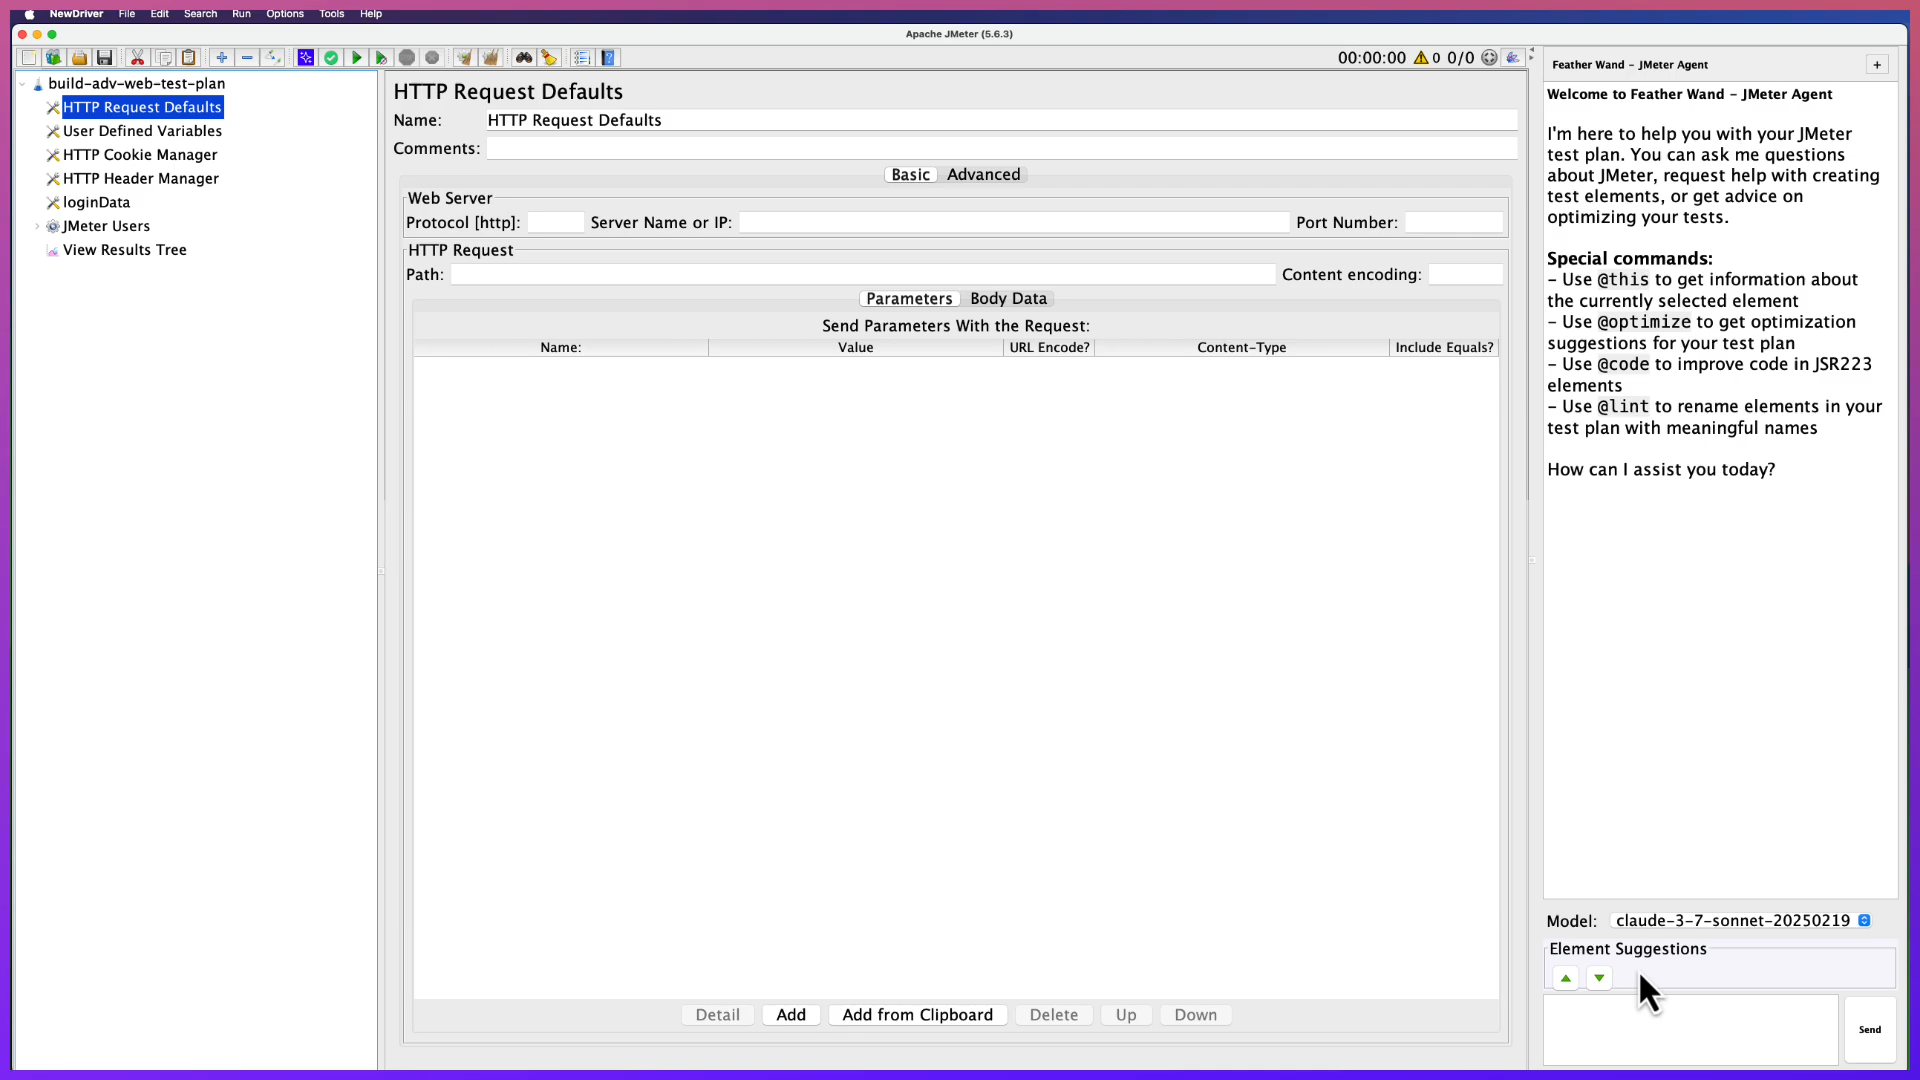 NewDriver File Edit Search Run Options Tools Help
Apache JMeter (5.6.3)
00:00:00 0 0/0
build-adv-web-test-plan
HTTP Request Defaults
User Defined Variables
HTTP Cookie Manager
HTTP Header Manager
loginData
JMeter Users
View Results Tree
HTTP Request Defaults
Name: HTTP Request Defaults
Comments:
Basic Advanced
Web Server
Protocol [http]: Server Name or IP: Port Number:
HTTP Request
Path: Content encoding:
Parameters Body Data
Send Parameters With the Request:
Name: Value URL Encode? Content-Type Include Equals?
Detail Add Add from Clipboard Delete Up Down
Feather Wand - JMeter Agent +
Welcome to Feather Wand - JMeter Agent
I'm here to help you with your JMeter
test plan. You can ask me questions
about JMeter, request help with creating
test elements, or get advice on
optimizing your tests.
Special commands:
- Use @this to get information about
the currently selected element
- Use @optimize to get optimization
suggestions for your test plan
- Use @code to improve code in JSR223
elements
- Use @lint to rename elements in your
test plan with meaningful names
How can I assist you today?
Model: claude-3-7-sonnet-20250219
Element Suggestions
Send